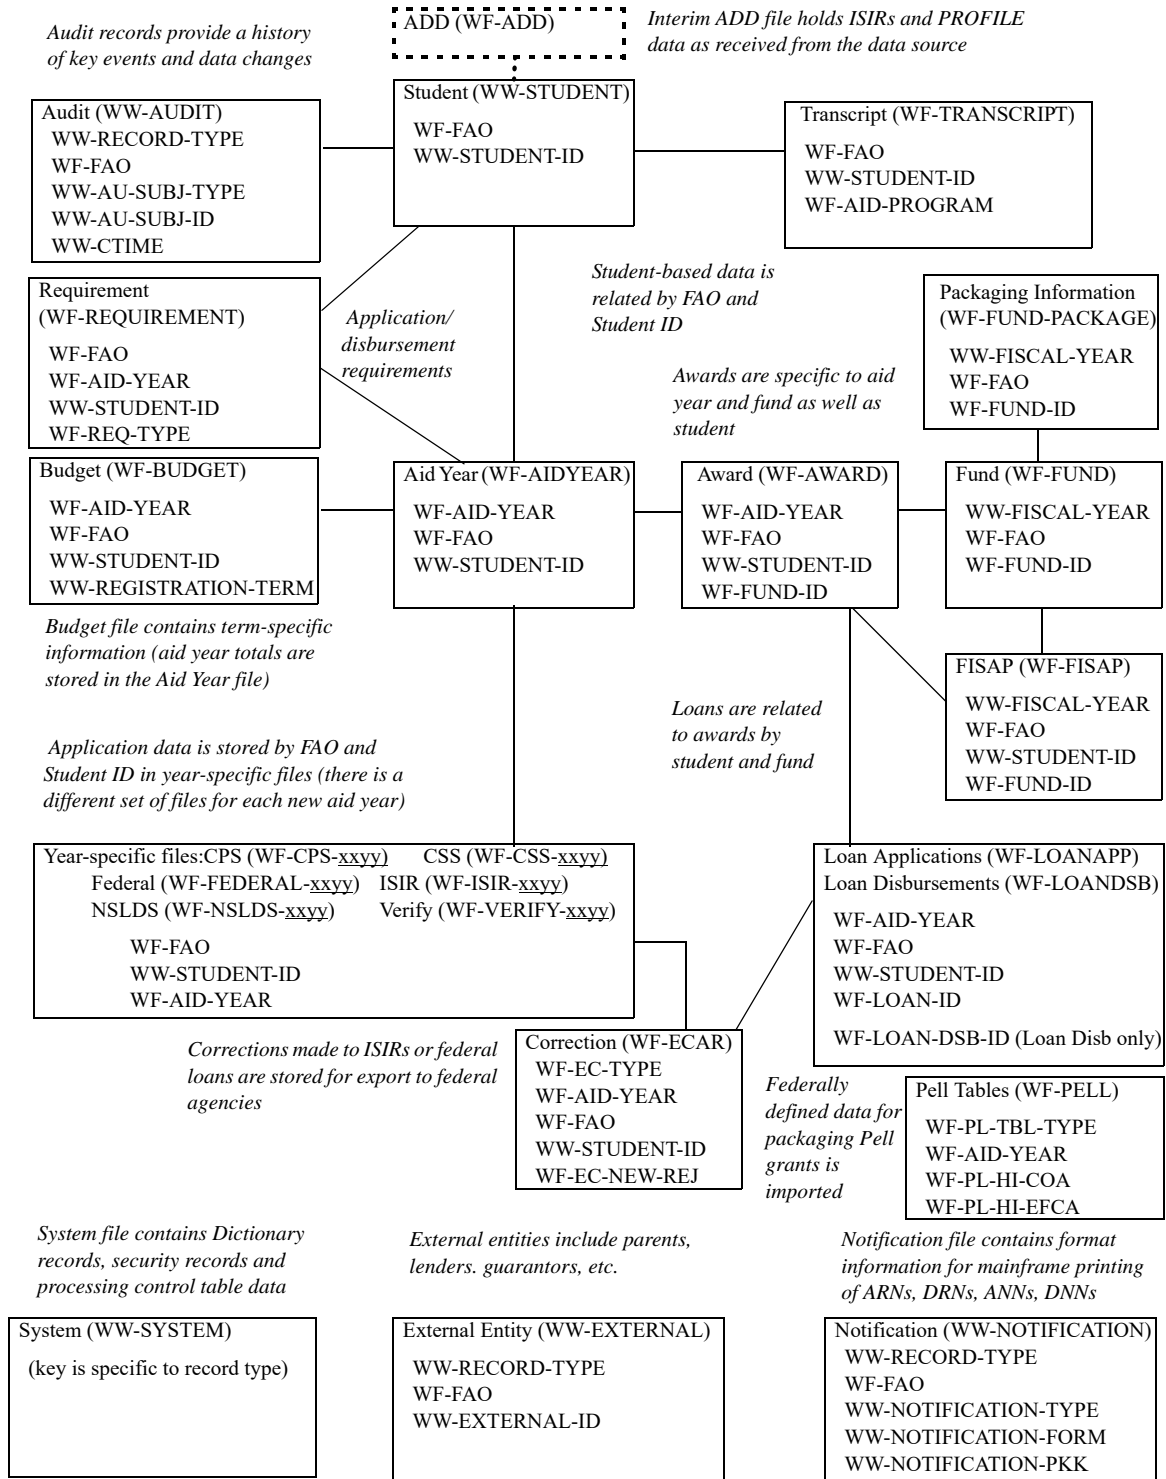 ADD (WF-ADD)
Interim ADD file holds ISIRs and PROFILE
data as received from the data source
Audit records provide a history
of key events and data changes
Student (WW-STUDENT)
WF-FAO
WW-STUDENT-ID
Audit (WW-AUDIT)
WW-RECORD-TYPE
WF-FAO
WW-AU-SUBJ-TYPE
WW-AU-SUBJ-ID
WW-CTIME
Transcript (WF-TRANSCRIPT)
WF-FAO
WW-STUDENT-ID
WF-AID-PROGRAM
Requirement
(WF-REQUIREMENT)
WF-FAO
WF-AID-YEAR
WW-STUDENT-ID
WF-REQ-TYPE
Application/
disbursement
requirements
Student-based data is
related by FAO and
Student ID
Packaging Information
(WF-FUND-PACKAGE)
WW-FISCAL-YEAR
WF-FAO
WF-FUND-ID
Awards are specific to aid
year and fund as well as
student
Budget (WF-BUDGET)
WF-AID-YEAR
WF-FAO
WW-STUDENT-ID
WW-REGISTRATION-TERM
Aid Year (WF-AIDYEAR)
WF-AID-YEAR
WF-FAO
WW-STUDENT-ID
Award (WF-AWARD)
WF-AID-YEAR
WF-FAO
WW-STUDENT-ID
WF-FUND-ID
Fund (WF-FUND)
WW-FISCAL-YEAR
WF-FAO
WF-FUND-ID
Budget file contains term-specific
information (aid year totals are
stored in the Aid Year file)
FISAP (WF-FISAP)
WW-FISCAL-YEAR
WF-FAO
WW-STUDENT-ID
WF-FUND-ID
Loans are related
to awards by
student and fund
Application data is stored by FAO and
Student ID in year-specific files (there is a
different set of files for each new aid year)
Year-specific files:CPS (WF-CPS-xxyy) CSS (WF-CSS-xxyy)
Federal (WF-FEDERAL-xxyy) ISIR (WF-ISIR-xxyy)
NSLDS (WF-NSLDS-xxyy) Verify (WF-VERIFY-xxyy)
WF-FAO
WW-STUDENT-ID
WF-AID-YEAR
Loan Applications (WF-LOANAPP)
Loan Disbursements (WF-LOANDSB)
WF-AID-YEAR
WF-FAO
WW-STUDENT-ID
WF-LOAN-ID
WF-LOAN-DSB-ID (Loan Disb only)
Corrections made to ISIRs or federal
loans are stored for export to federal
agencies
Correction (WF-ECAR)
WF-EC-TYPE
WF-AID-YEAR
WF-FAO
WW-STUDENT-ID
WF-EC-NEW-REJ
Federally
defined data for
packaging Pell
grants is
imported
Pell Tables (WF-PELL)
WF-PL-TBL-TYPE
WF-AID-YEAR
WF-PL-HI-COA
WF-PL-HI-EFCA
System file contains Dictionary
records, security records and
processing control table data
System (WW-SYSTEM)
(key is specific to record type)
External entities include parents,
lenders. guarantors, etc.
External Entity (WW-EXTERNAL)
WW-RECORD-TYPE
WF-FAO
WW-EXTERNAL-ID
Notification file contains format
information for mainframe printing
of ARNs, DRNs, ANNs, DNNs
Notification (WW-NOTIFICATION)
WW-RECORD-TYPE
WF-FAO
WW-NOTIFICATION-TYPE
WW-NOTIFICATION-FORM
WW-NOTIFICATION-PKK